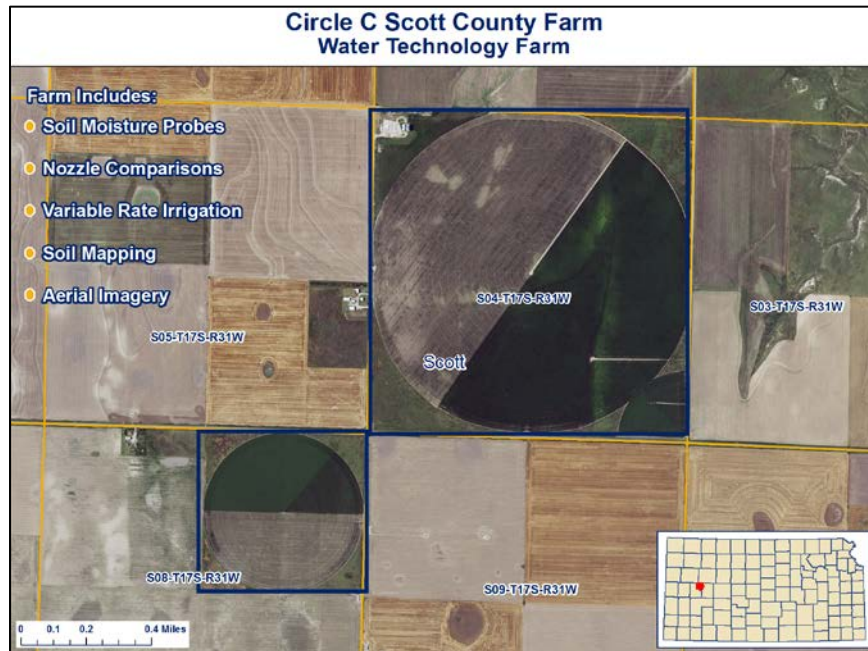 Circle C Scott County Farm
Water Technology Farm
Farm Includes:
Soil Moisture Probes
Nozzle Comparisons
Variable Rate Irrigation
Soil Mapping
Aerial Imagery
S04-T17S-R31W
S03-T17S-R31W
S05-T17S-R31W
Scott
S08-T17S-R31W
S09-T17S-R31W
0 0.1 0.2 0.4 Miles